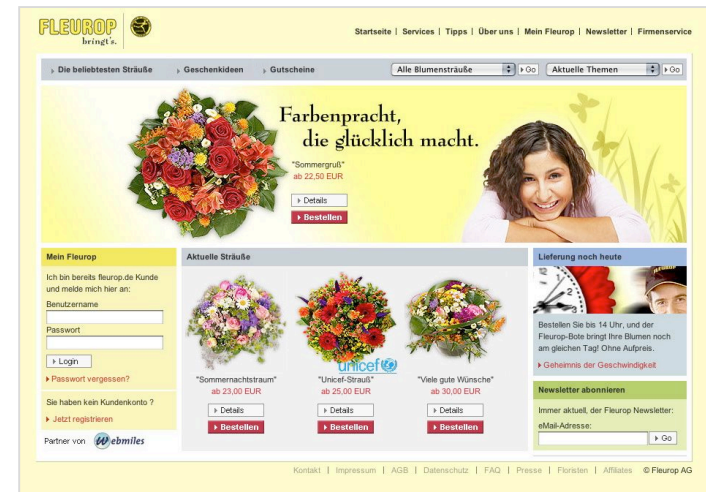 FLEUROP
bringt's.
Startseite | Services | Tipps | Über uns | Mein Fleurop | Newsletter | Firmenservice
Die beliebtesten Sträuße
Geschenkideen
Gutscheine
Alle Blumensträuße
Go
Aktuelle Themen
Go
Farbenpracht,
die glücklich macht.
"Sommergruß"
ab 22,50 EUR
Details
Bestellen
Mein Fleurop
Ich bin bereits fleurop.de Kunde
und melde mich hier an:
Benutzername
Passwort
Login
Passwort vergessen?
Sie haben kein Kundenkonto ?
Jetzt registrieren
Partner von Webmiles
Aktuelle Sträuße
"Sommernachtstraum"
ab 23,00 EUR
Details
Bestellen
unicef
"Unicef-Strauß"
ab 25,00 EUR
Details
Bestellen
"Viele gute Wünsche"
ab 30,00 EUR
Details
Bestellen
Lieferung noch heute
12
1
2
3
Bestellen Sie bis 14 Uhr, und der
Fleurop-Bote bringt Ihre Blumen noch
am gleichen Tag! Ohne Aufpreis.
Geheimnis der Geschwindigkeit
Newsletter abonnieren
Immer aktuell, der Fleurop Newsletter:
eMail-Adresse:
Go
Kontakt | Impressum | AGB | Datenschutz | FAQ | Presse | Floristen | Affiliates © Fleurop AG